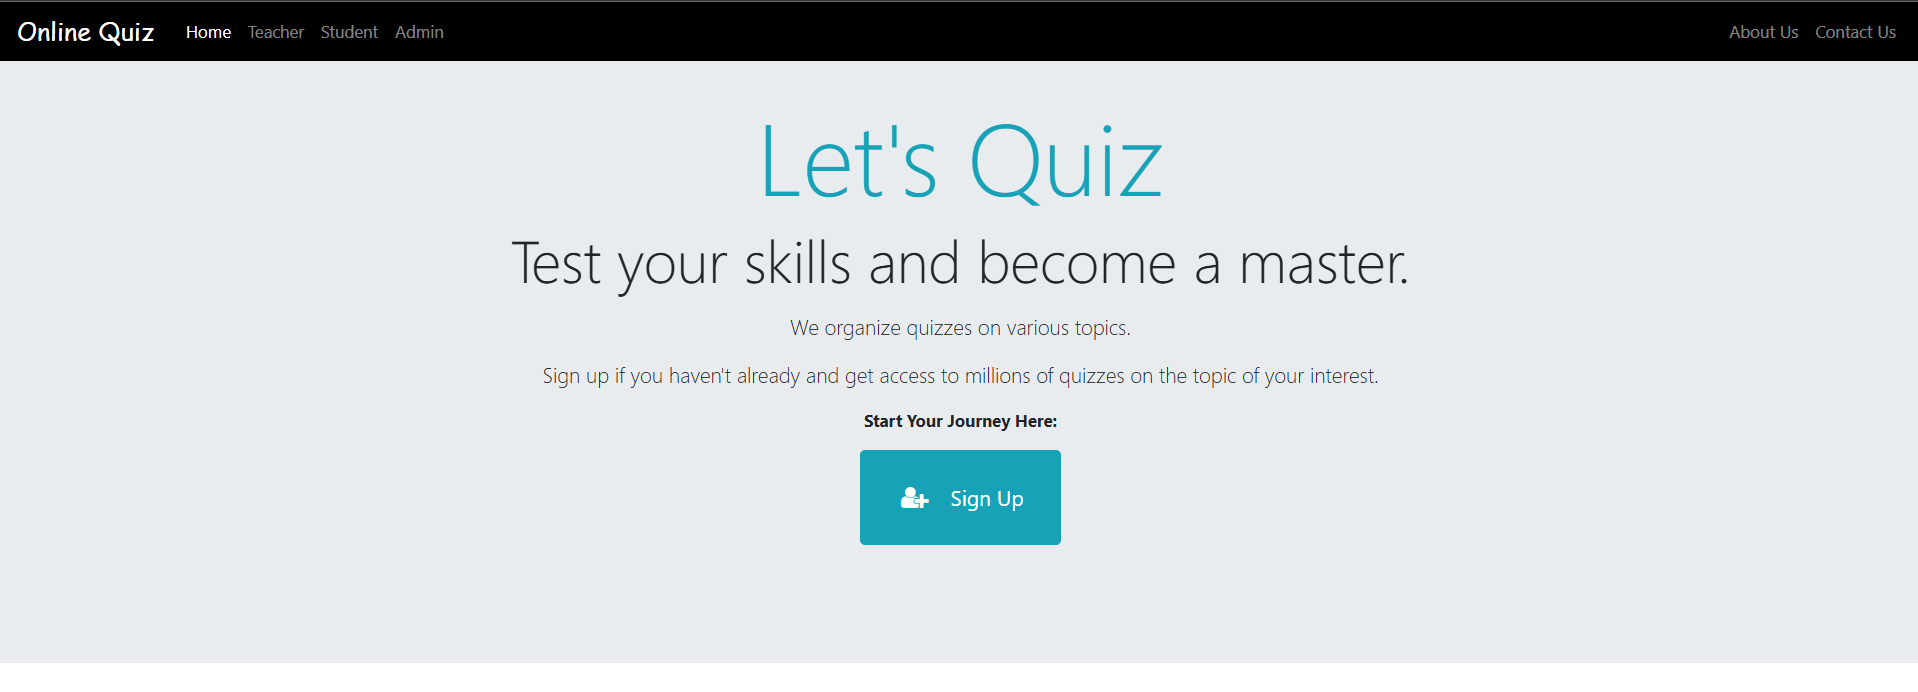 Online Quiz Home Teacher Student Admin About Us Contact Us
Let's Quiz
Test your skills and become a master.
We organize quizzes on various topics.
Sign up if you haven't already and get access to millions of quizzes on the topic of your interest.
Start Your Journey Here:
Sign Up